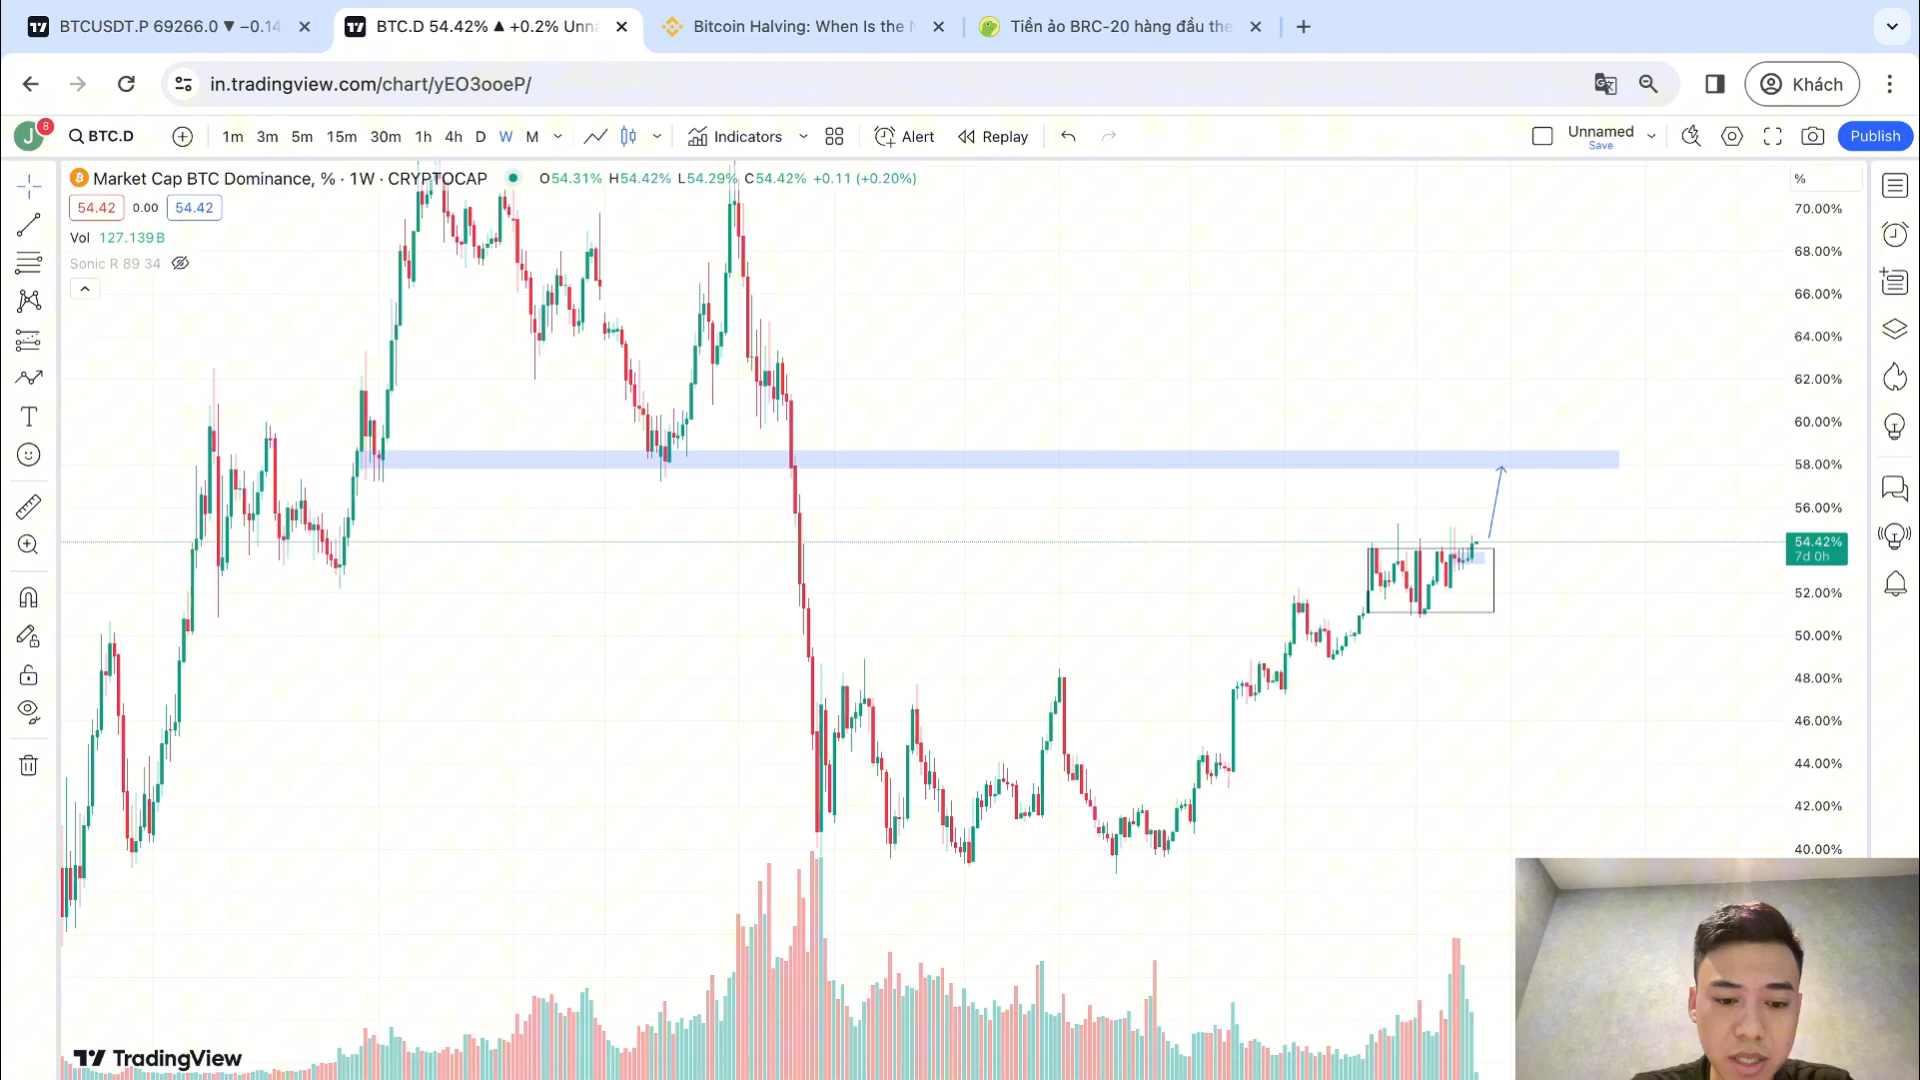 BTCUSDT.P 69266.0 ▼ −0.14
BTC.D 54.42% ▲ +0.2% Unna
Bitcoin Halving: When Is the N
Tiền ảo BRC-20 hàng đầu the
in.tradingview.com/chart/yEO3ooeP/
Khách
J
8
BTC.D
1m 3m 5m 15m 30m 1h 4h D W M
Indicators
Alert
Replay
Unnamed
Save
Publish
Market Cap BTC Dominance, % · 1W · CRYPTOCAP
O54.31% H54.42% L54.29% C54.42% +0.11 (+0.20%)
54.42 0.00 54.42
Vol 127.139B
Sonic R 89 34
%
70.00%
68.00%
66.00%
64.00%
62.00%
60.00%
58.00%
56.00%
54.42%
7d 0h
52.00%
50.00%
48.00%
46.00%
44.00%
42.00%
40.00%
TradingView